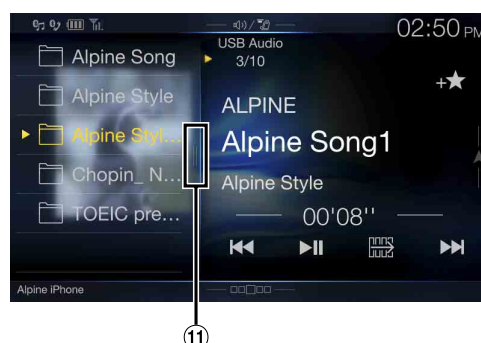 02:50 PM
Alpine Song
Alpine Style
Alpine Styl...
Chopin_ N...
TOEIC pre...
USB Audio
3/10
ALPINE
Alpine Song1
Alpine Style
00'08''
Alpine iPhone
11